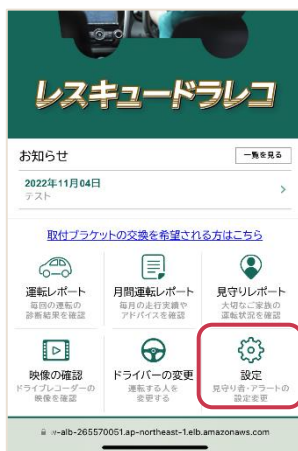 レスキュードラレコ
お知らせ
一覧を見る
2022年11月04日
テスト
取付ブラケットの交換を希望される方はこちら
運転レポート
毎回の運転の
診断結果を確認
月間運転レポート
毎月の走行実績や
アドバイスを確認
見守りレポート
大切なご家族の
運転状況を確認
映像の確認
ドライブレコーダーの
映像を確認
ドライバーの変更
運転する人を
変更する
設定
見守り者・アラートの
設定変更
-alb-265570051.ap-northeast-1.elb.amazonaws.com